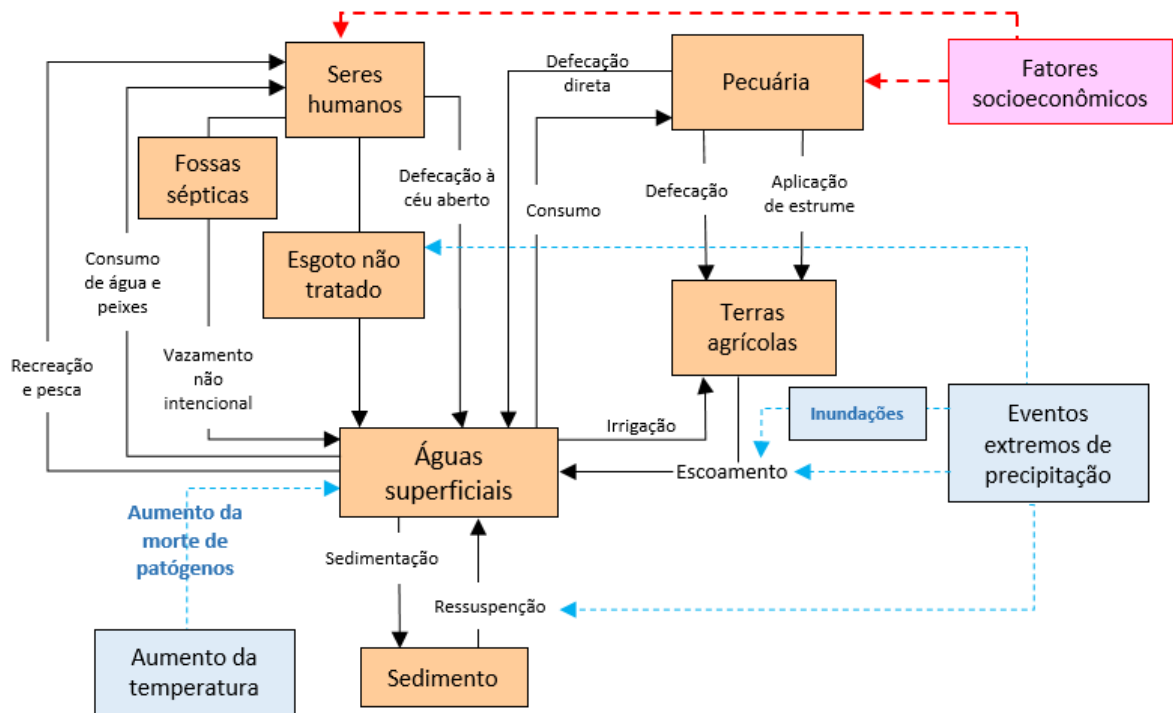 Seres
humanos
Defecação
direta
Pecuária
Fatores
socioeconômicos
Fossas
sépticas
Defecação à
céu aberto
Consumo
Defecação
Aplicação
de estrume
Consumo
de água e
peixes
Esgoto não
tratado
Terras
agrícolas
Recreação
e pesca
Vazamento
não
intencional
Irrigação
Inundações
Eventos
extremos de
precipitação
Águas
superficiais
Escoamento
Aumento da
morte de
patógenos
Sedimentação
Ressuspenção
Aumento da
temperatura
Sedimento